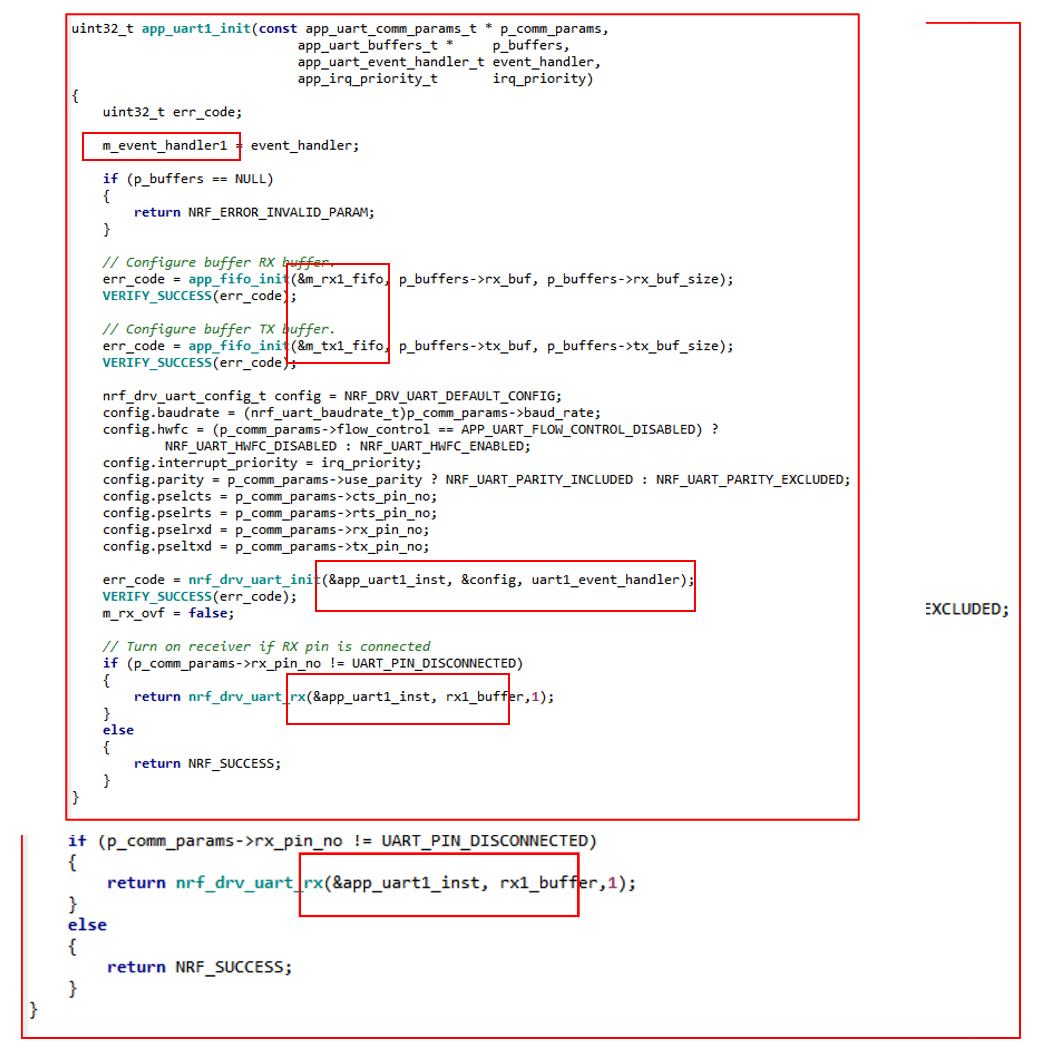 uint32_t app_uart1_init(const app_uart_comm_params_t * p_comm_params,
                             app_uart_buffers_t *     p_buffers,
                             app_uart_event_handler_t event_handler,
                             app_irq_priority_t       irq_priority)
{
    uint32_t err_code;

    m_event_handler1 = event_handler;

    if (p_buffers == NULL)
    {
        return NRF_ERROR_INVALID_PARAM;
    }

    // Configure buffer RX buffer.
    err_code = app_fifo_init(&m_rx1_fifo, p_buffers->rx_buf, p_buffers->rx_buf_size);
    VERIFY_SUCCESS(err_code);

    // Configure buffer TX buffer.
    err_code = app_fifo_init(&m_tx1_fifo, p_buffers->tx_buf, p_buffers->tx_buf_size);
    VERIFY_SUCCESS(err_code);

    nrf_drv_uart_config_t config = NRF_DRV_UART_DEFAULT_CONFIG;
    config.baudrate = (nrf_uart_baudrate_t)p_comm_params->baud_rate;
    config.hwfc = (p_comm_params->flow_control == APP_UART_FLOW_CONTROL_DISABLED) ?
            NRF_UART_HWFC_DISABLED : NRF_UART_HWFC_ENABLED;
    config.interrupt_priority = irq_priority;
    config.parity = p_comm_params->use_parity ? NRF_UART_PARITY_INCLUDED : NRF_UART_PARITY_EXCLUDED;
    config.pselcts = p_comm_params->cts_pin_no;
    config.pselrts = p_comm_params->rts_pin_no;
    config.pselrxd = p_comm_params->rx_pin_no;
    config.pseltxd = p_comm_params->tx_pin_no;

    err_code = nrf_drv_uart_init(&app_uart1_inst, &config, uart1_event_handler);
    VERIFY_SUCCESS(err_code);
    m_rx_ovf = false;

    // Turn on receiver if RX pin is connected
    if (p_comm_params->rx_pin_no != UART_PIN_DISCONNECTED)
    {
        return nrf_drv_uart_rx(&app_uart1_inst, rx1_buffer,1);
    }
    else
    {
        return NRF_SUCCESS;
    }
}
EXCLUDED;
    if (p_comm_params->rx_pin_no != UART_PIN_DISCONNECTED)
    {
        return nrf_drv_uart_rx(&app_uart1_inst, rx1_buffer,1);
    }
    else
    {
        return NRF_SUCCESS;
    }
}